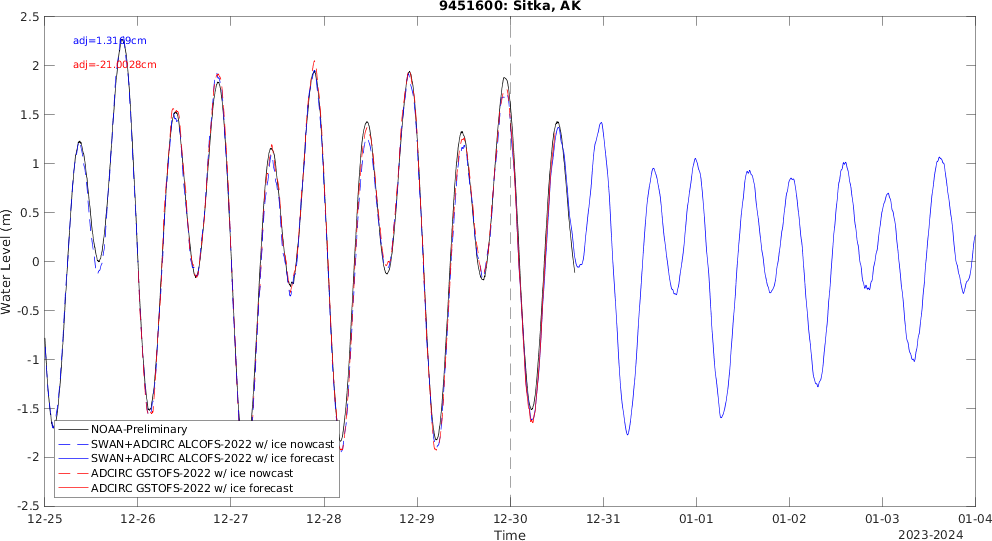 9451600: Sitka, AK
2.5
adj=1.3169cm
2
adj=-21.0028cm
1.5
1
0.5
0
-0.5
-1
-1.5
-2
-2.5
Water Level (m)
NOAA-Preliminary
SWAN+ADCIRC ALCOFS-2022 w/ ice nowcast
SWAN+ADCIRC ALCOFS-2022 w/ ice forecast
ADCIRC GSTOFS-2022 w/ ice nowcast
ADCIRC GSTOFS-2022 w/ ice forecast
12-25 12-26 12-27 12-28 12-29 12-30 12-31 01-01 01-02 01-03 01-04
Time
2023-2024